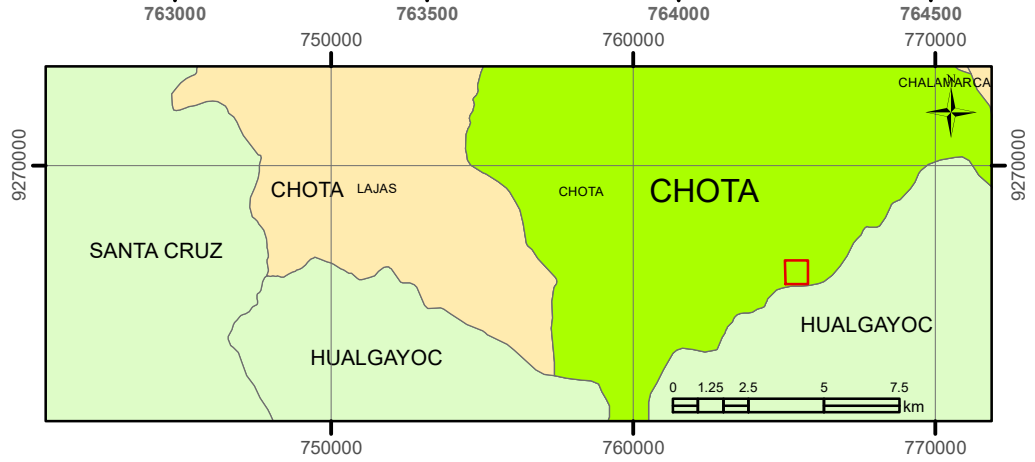 763000 763500 764000 764500
750000 760000 770000
CHALAMARCA
N
9270000 9270000
CHOTA LAJAS CHOTA CHOTA
SANTA CRUZ
HUALGAYOC
HUALGAYOC
0 1.25 2.5 5 7.5
km
750000 760000 770000